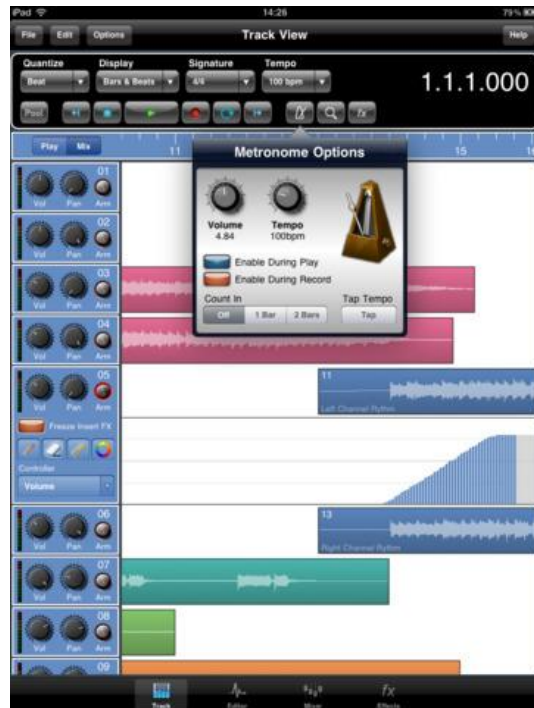 iPad 14:26 79%
File Edit Options Track View Help
Quantize Display Signature Tempo
Beat Bars & Beats 4/4 100 bpm
1.1.1.000
Pool fx
Play Mix 11 15 16
Metronome Options
Volume Tempo
4.84 100bpm
Enable During Play
Enable During Record
Count In Tap Tempo
Off 1 Bar 2 Bars Tap
01
Vol Pan Arm
02
Vol Pan Arm
03
Vol Pan Arm
04
Vol Pan Arm
05
Vol Pan Arm
11
Left Channel Rythm
Freeze Insert FX
Controller
Volume
06
Vol Pan Arm
13
Right Channel Rythm
07
Vol Pan Arm
08
Vol Pan Arm
09
fx
Track Editor Mixer Effects